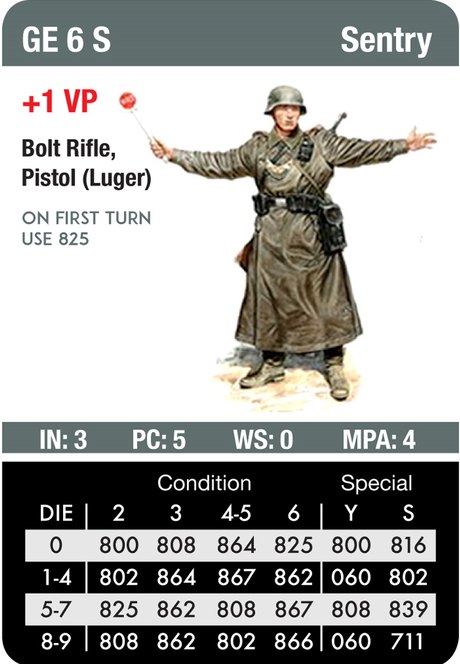 GE 6 S Sentry
+1 VP
Bolt Rifle,
Pistol (Luger)
ON FIRST TURN
USE 825
IN: 3 PC: 5 WS: 0 MPA: 4
Condition Special
DIE 2 3 4-5 6 Y S
0 800 808 864 825 800 816
1-4 802 864 867 862 060 802
5-7 825 862 808 867 808 839
8-9 808 862 802 866 060 711